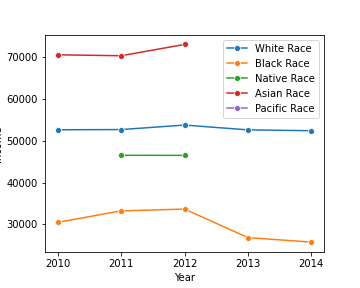 White Race
Black Race
Native Race
Asian Race
Pacific Race
70000
60000
50000
40000
30000
2010 2011 2012 2013 2014
Year